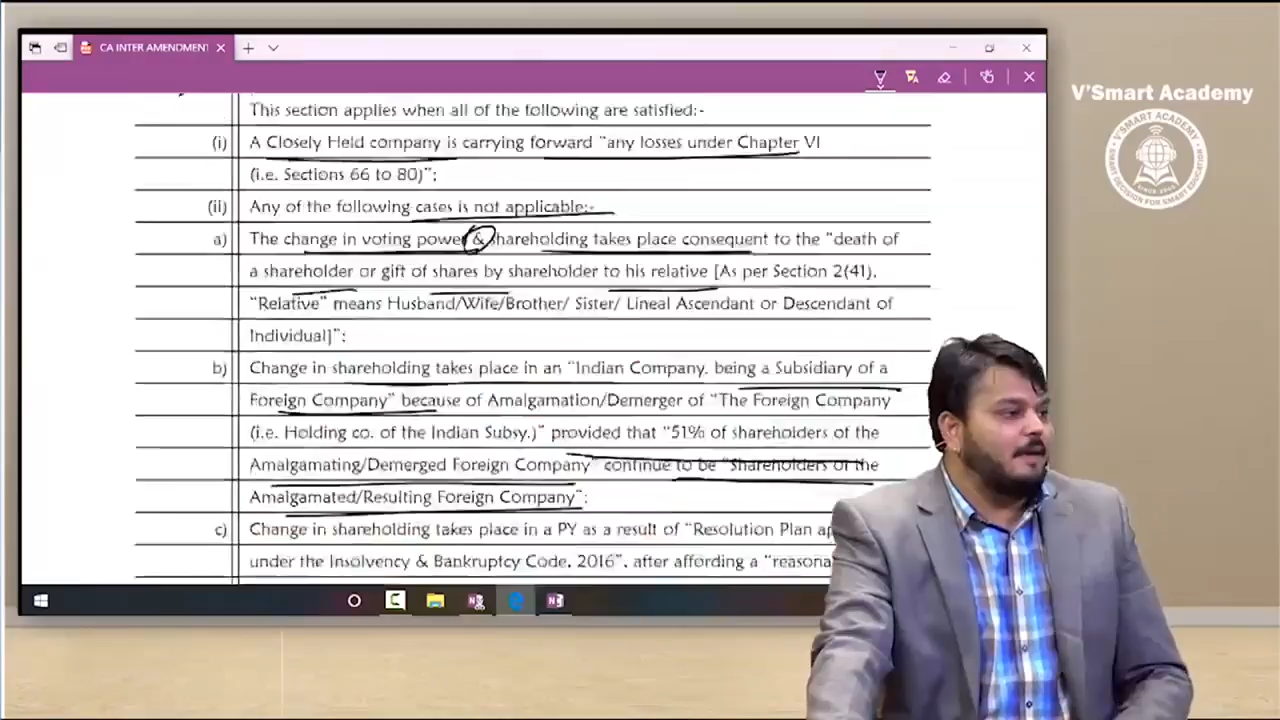 CA INTER AMENDMENT
V'Smart Academy
V'SMART ACADEMY
This section applies when all of the following are satisfied:-
(i) A Closely Held company is carrying forward "any losses under Chapter VI
(i.e. Sections 66 to 80)";
(ii) Any of the following cases is not applicable:-
a) The change in voting power & shareholding takes place consequent to the "death of
a shareholder or gift of shares by shareholder to his relative [As per Section 2(41),
"Relative" means Husband/Wife/Brother/ Sister/ Lineal Ascendant or Descendant of
Individual]";
b) Change in shareholding takes place in an "Indian Company, being a Subsidiary of a
Foreign Company" because of Amalgamation/Demerger of "The Foreign Company
(i.e. Holding co. of the Indian Subsy.)" provided that "51% of shareholders of the
Amalgamating/Demerged Foreign Company" continue to be "Shareholders of the
Amalgamated/Resulting Foreign Company";
c) Change in shareholding takes place in a PY as a result of "Resolution Plan ap
under the Insolvency & Bankruptcy Code, 2016", after affording a "reasona